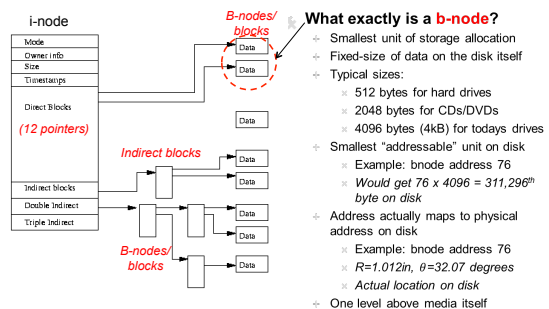 i-node
Mode
Owner info
Size
Timestamps
Direct Blocks
(12 pointers)
Indirect blocks
Double Indirect
Triple Indirect
B-nodes/
blocks
Data
Data
Data
Indirect blocks
Data
Data
Data
Data
B-nodes/
blocks
Data
What exactly is a b-node?
Smallest unit of storage allocation
Fixed-size of data on the disk itself
Typical sizes:
512 bytes for hard drives
2048 bytes for CDs/DVDs
4096 bytes (4kB) for todays drives
Smallest “addressable” unit on disk
Example: bnode address 76
Would get 76 x 4096 = 311,296th
byte on disk
Address actually maps to physical
address on disk
Example: bnode address 76
R=1.012in, θ=32.07 degrees
Actual location on disk
One level above media itself